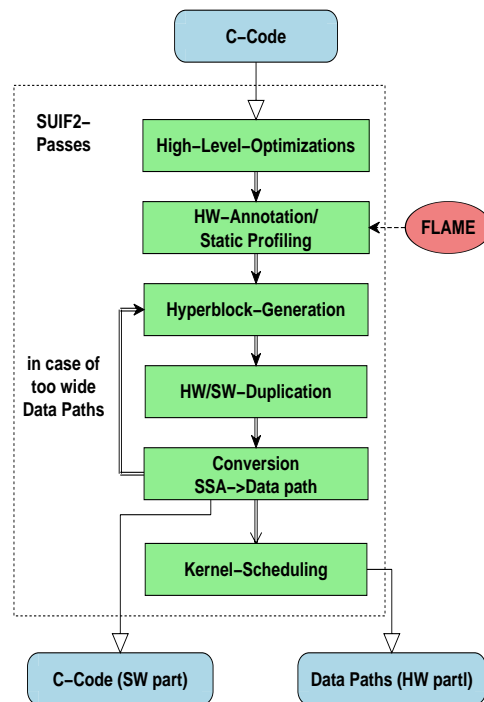 C–Code
SUIF2–
Passes
High–Level–Optimizations
HW–Annotation/
Static Profiling
FLAME
Hyperblock–Generation
in case of
too wide
Data Paths
HW/SW–Duplication
Conversion
SSA–>Data path
Kernel–Scheduling
C–Code (SW part)
Data Paths (HW partl)